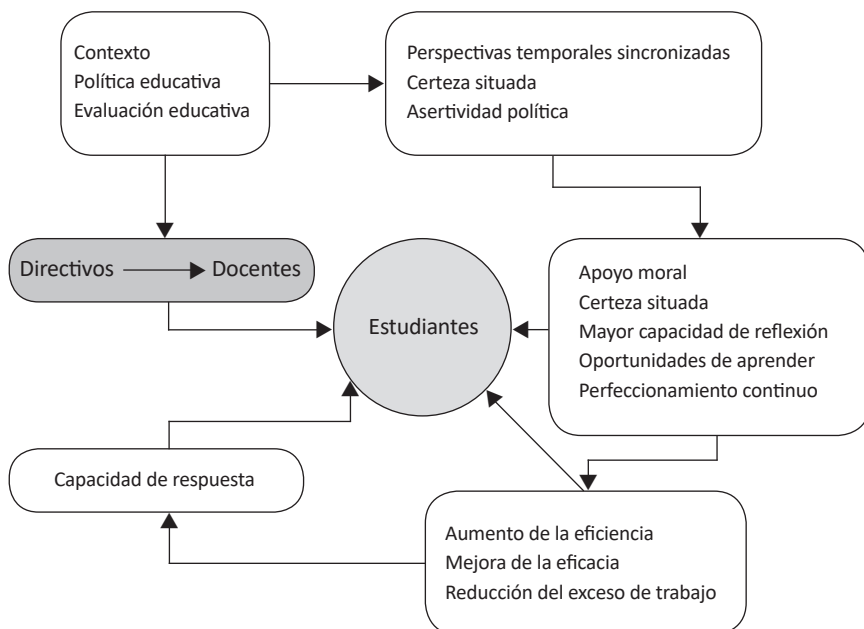 Contexto
Política educativa
Evaluación educativa
Perspectivas temporales sincronizadas
Certeza situada
Asertividad política
Directivos
Docentes
Estudiantes
Apoyo moral
Certeza situada
Mayor capacidad de reflexión
Oportunidades de aprender
Perfeccionamiento continuo
Capacidad de respuesta
Aumento de la eficiencia
Mejora de la eficacia
Reducción del exceso de trabajo